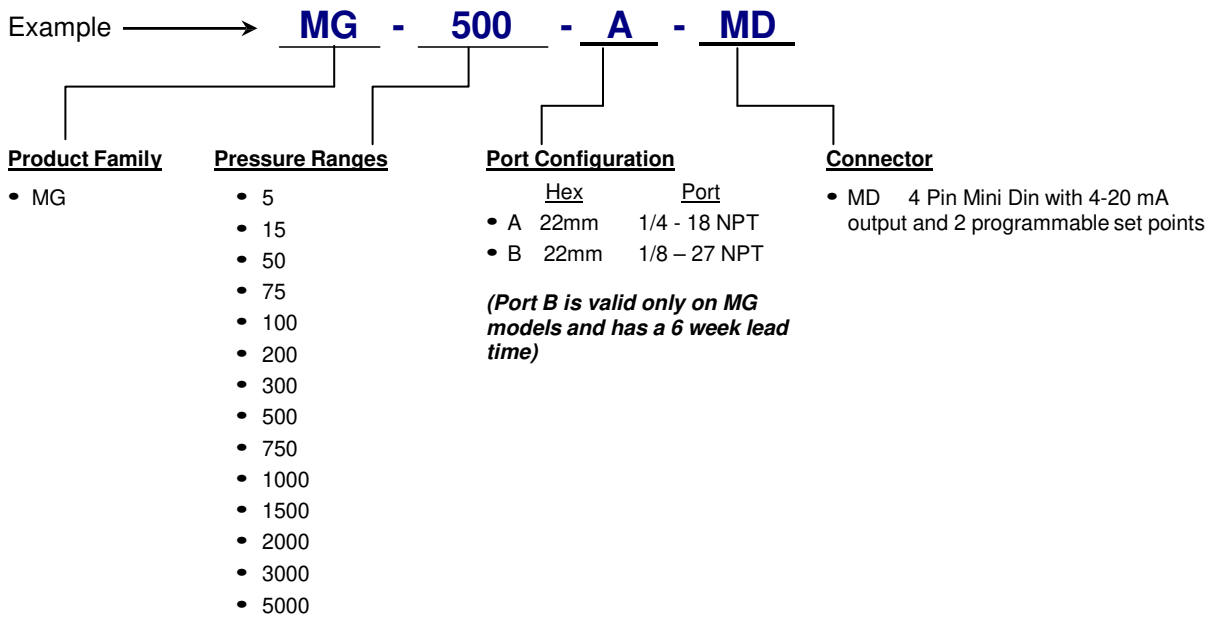 Example MG - 500 - A - MD
Product Family
• MG
Pressure Ranges
• 5
• 15
• 50
• 75
• 100
• 200
• 300
• 500
• 750
• 1000
• 1500
• 2000
• 3000
• 5000
Port Configuration
Hex Port
• A 22mm 1/4 - 18 NPT
• B 22mm 1/8 – 27 NPT
(Port B is valid only on MG
models and has a 6 week lead
time)
Connector
• MD 4 Pin Mini Din with 4-20 mA
output and 2 programmable set points